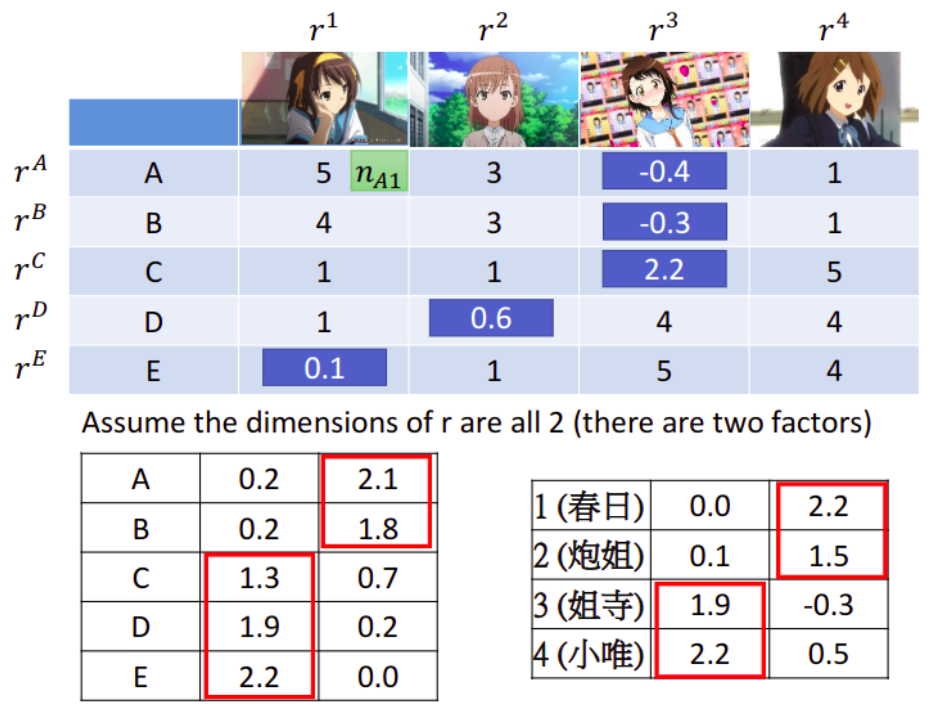 r^1 r^2 r^3 r^4
r^A A 5 n_{A1} 3 -0.4 1
r^B B 4 3 -0.3 1
r^C C 1 1 2.2 5
r^D D 1 0.6 4 4
r^E E 0.1 1 5 4
Assume the dimensions of r are all 2 (there are two factors)
A 0.2 2.1
B 0.2 1.8
C 1.3 0.7
D 1.9 0.2
E 2.2 0.0
1 (春日) 0.0 2.2
2 (炮姐) 0.1 1.5
3 (姐寺) 1.9 -0.3
4 (小唯) 2.2 0.5